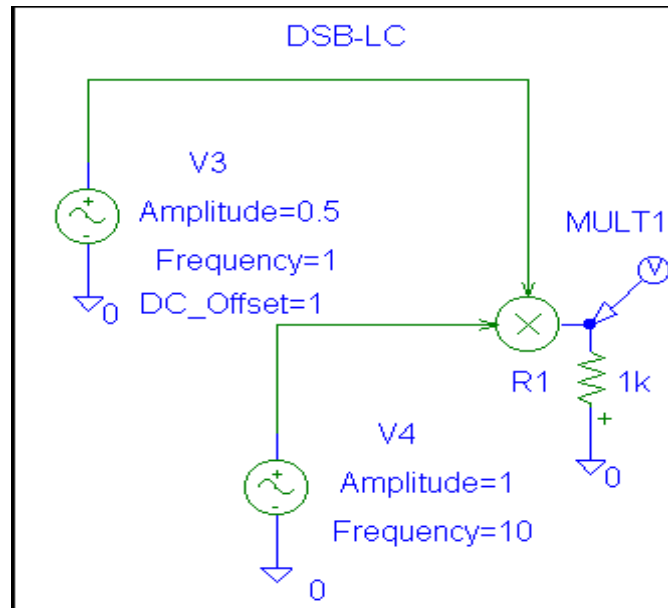 DSB-LC
V3
Amplitude=0.5
Frequency=1
DC_Offset=1
0
MULT1
V
R1
1k
+
0
V4
Amplitude=1
Frequency=10
0